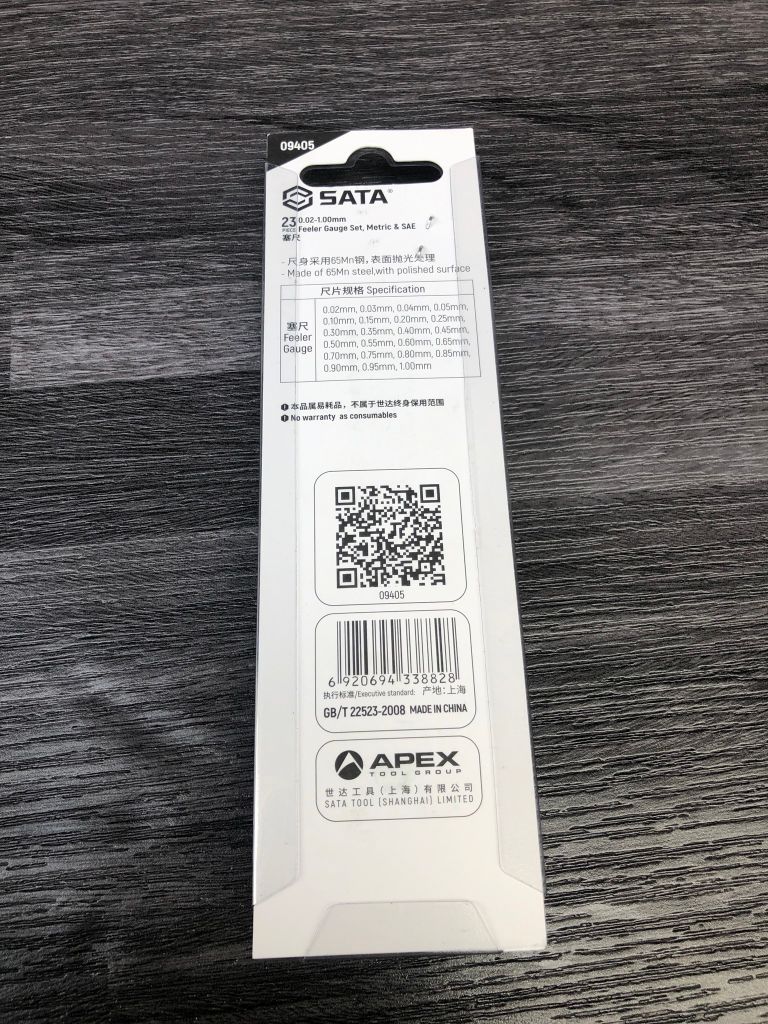 09405
SATA®
23 0.02-1.00mm
PIECES Feeler Gauge Set, Metric & SAE
塞尺
- 尺身采用65Mn钢，表面抛光处理
- Made of 65Mn steel,with polished surface
尺片规格 Specification
塞尺
Feeler
Gauge
0.02mm, 0.03mm, 0.04mm, 0.05mm,
0.10mm, 0.15mm, 0.20mm, 0.25mm,
0.30mm, 0.35mm, 0.40mm, 0.45mm,
0.50mm, 0.55mm, 0.60mm, 0.65mm,
0.70mm, 0.75mm, 0.80mm, 0.85mm,
0.90mm, 0.95mm, 1.00mm
本品属易耗品，不属于世达终身保用范围
No warranty as consumables
09405
6 920694 338828
执行标准/Executive standard: 产地:上海
GB/T 22523-2008 MADE IN CHINA
APEX
TOOL GROUP
世达工具（上海）有限公司
SATA TOOL (SHANGHAI) LIMITED